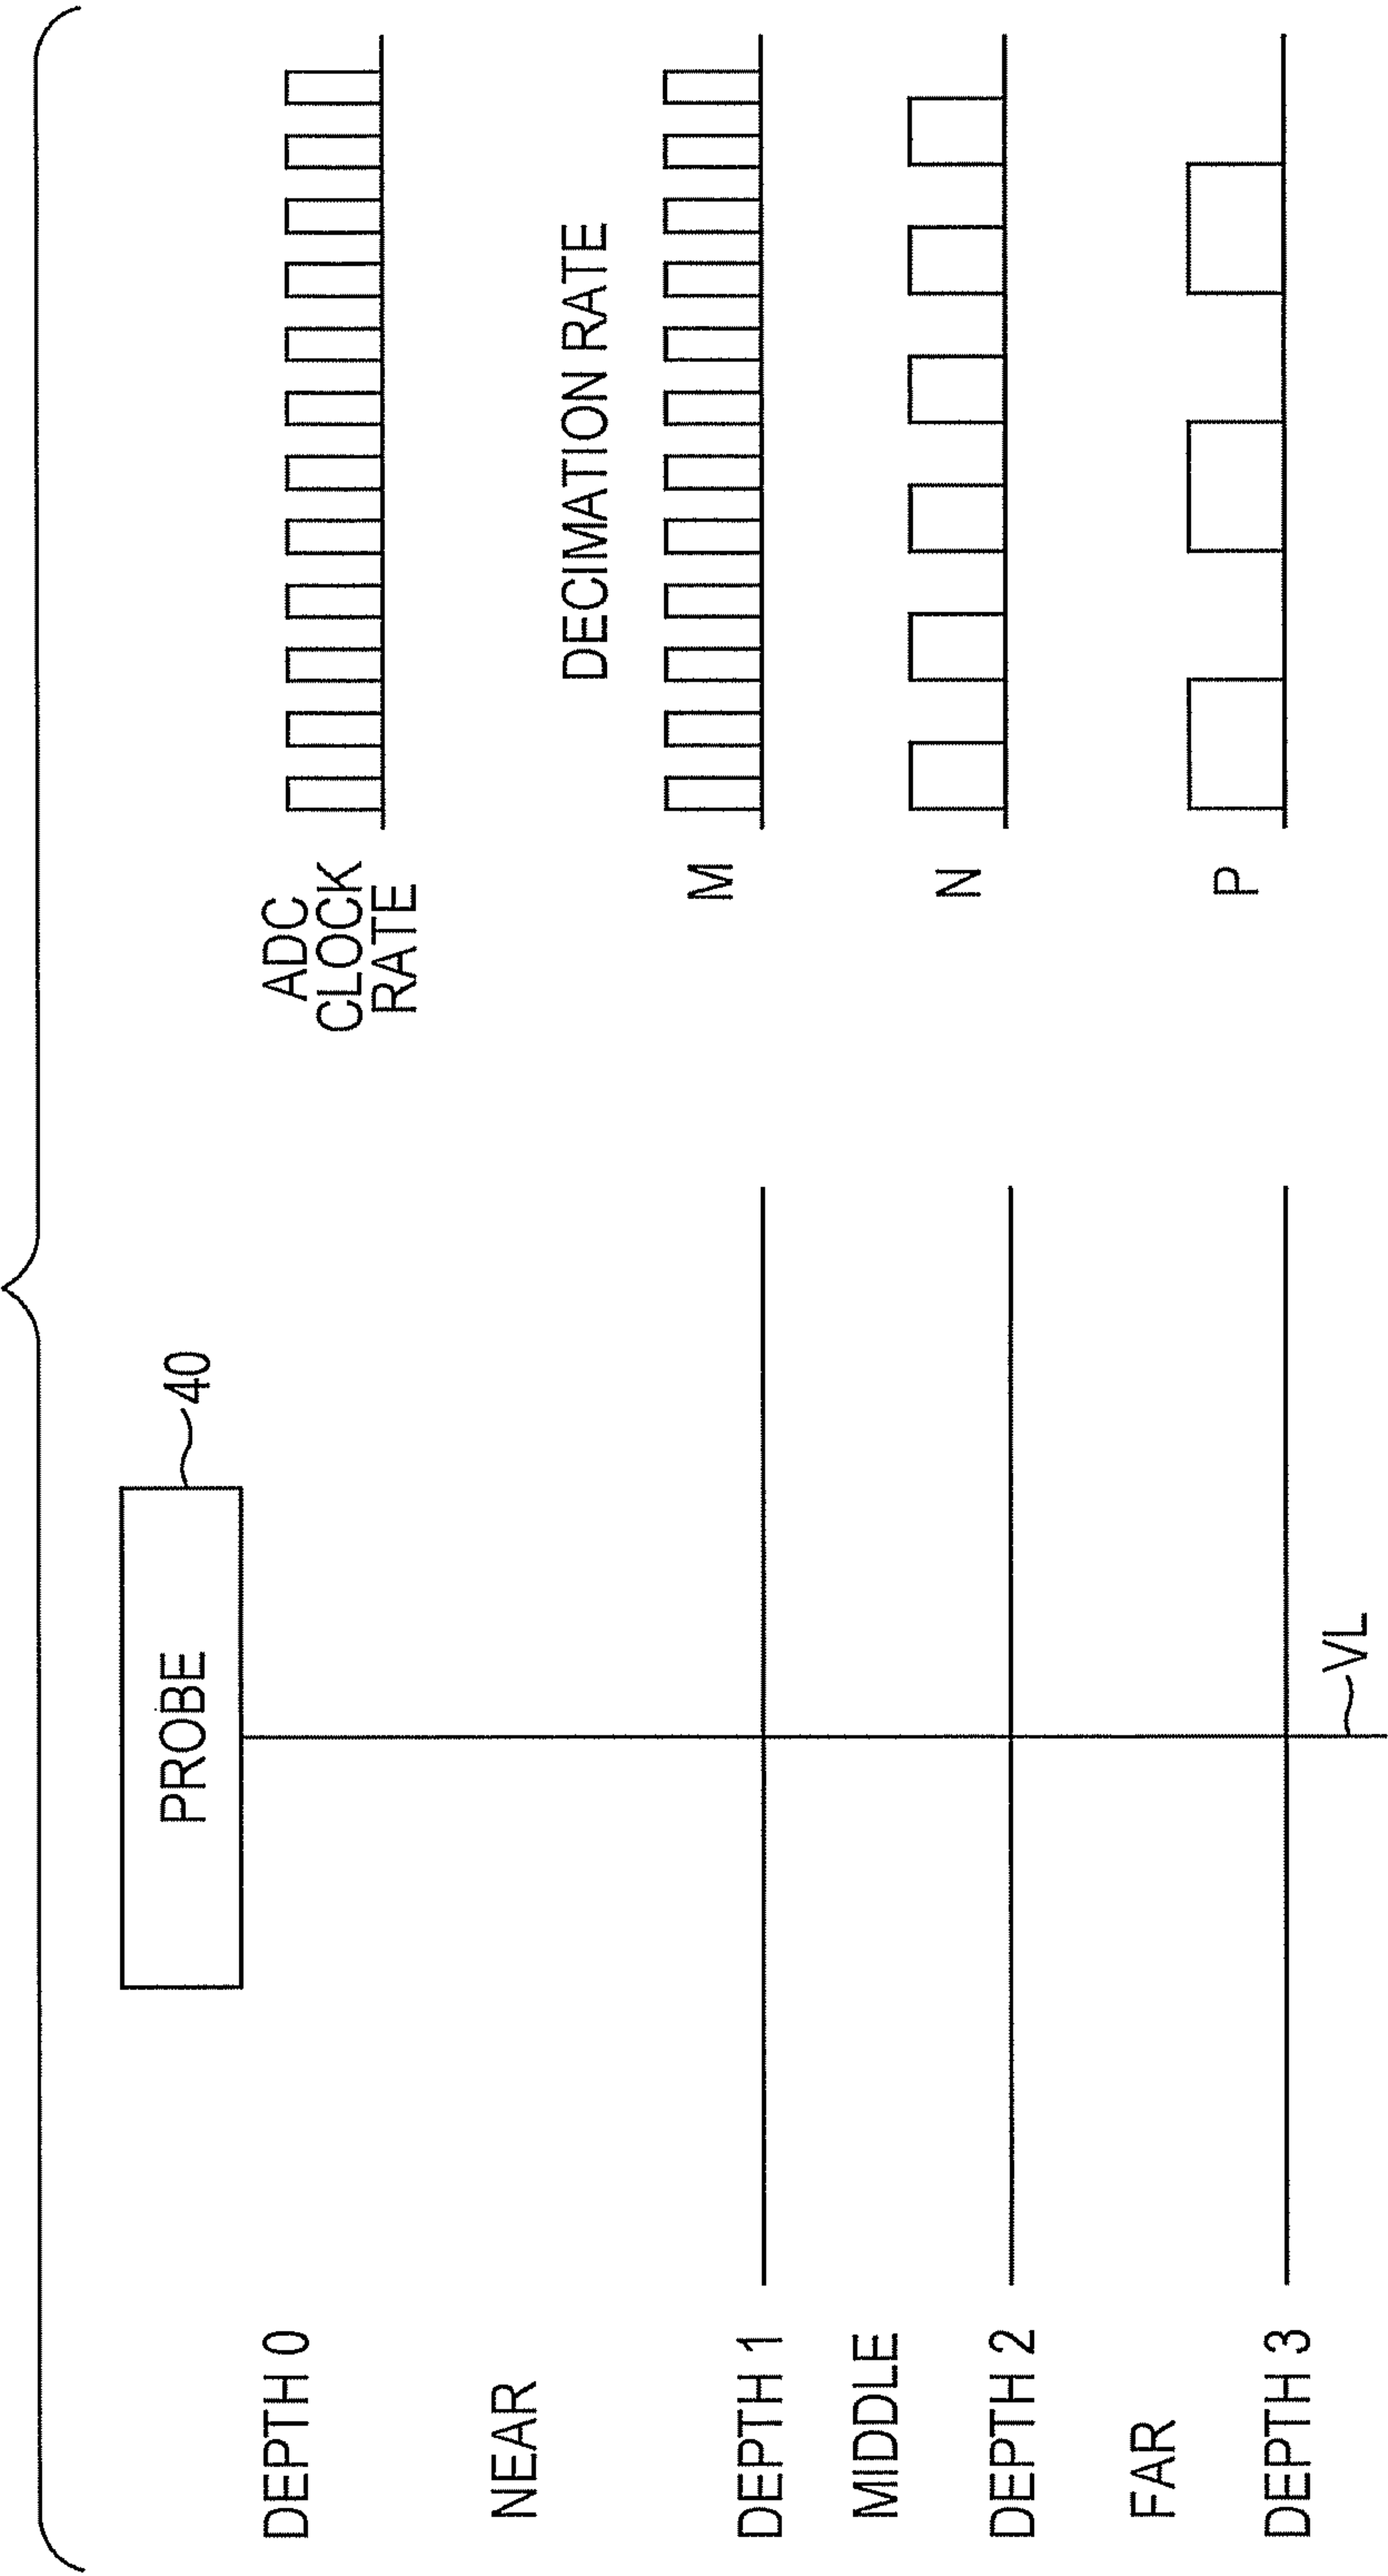 PROBE
40
DEPTH 0
NEAR
DEPTH 1
MIDDLE
DEPTH 2
FAR
DEPTH 3
VL
ADC
CLOCK
RATE
DECIMATION RATE
M
N
P